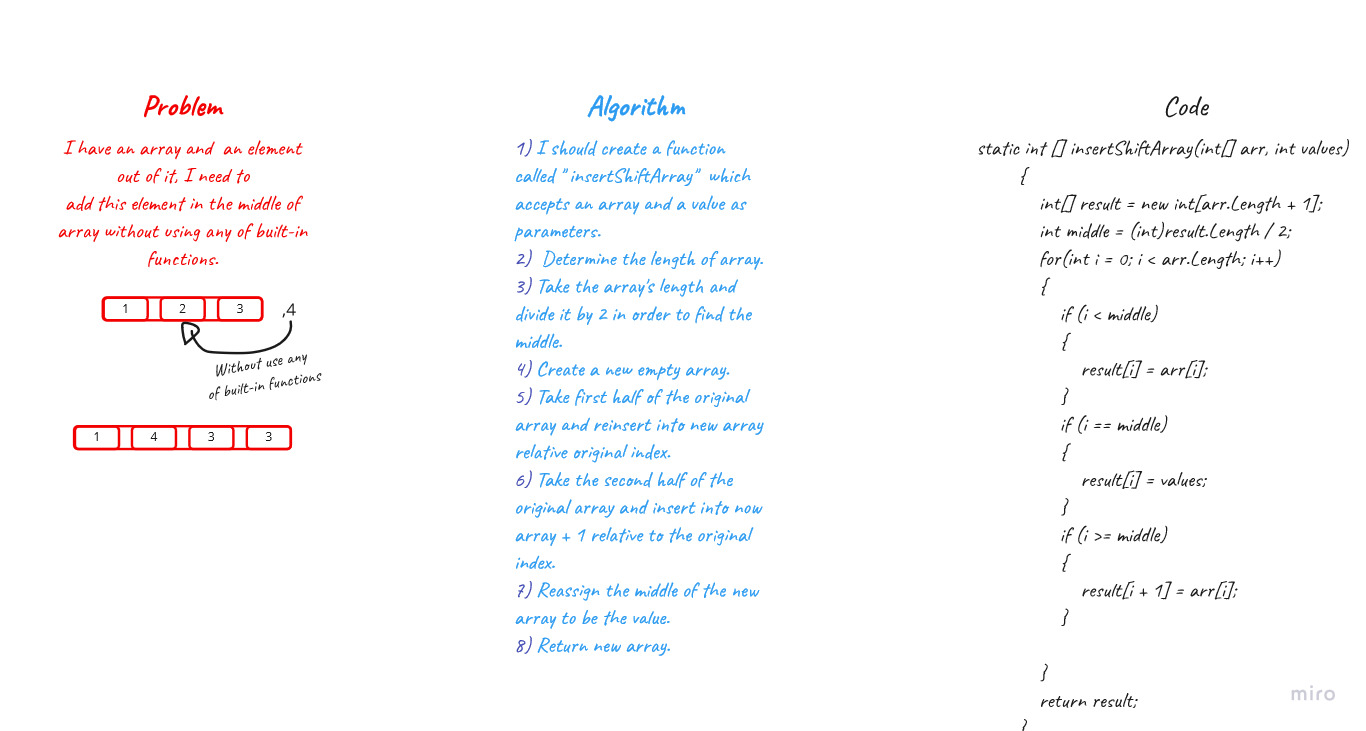 Problem
I have an array and an element
out of it, I need to
add this element in the middle of
array without using any of built-in
functions.
1 2 3 ,4
Without use any
of built-in functions
1 4 3 3
Algorithm
1) I should create a function
called "insertShiftArray" which
accepts an array and a value as
parameters.
2) Determine the length of array.
3) Take the array's length and
divide it by 2 in order to find the
middle.
4) Create a new empty array.
5) Take first half of the original
array and reinsert into new array
relative original index.
6) Take the second half of the
original array and insert into now
array + 1 relative to the original
index.
7) Reassign the middle of the new
array to be the value.
8) Return new array.
Code
static int [] insertShiftArray(int[] arr, int values)
{
int[] result = new int[arr.Length + 1];
int middle = (int)result.Length / 2;
for(int i = 0; i < arr.Length; i++)
{
if (i < middle)
{
result[i] = arr[i];
}
if (i == middle)
{
result[i] = values;
}
if (i >= middle)
{
result[i + 1] = arr[i];
}
}
return result;
}
miro